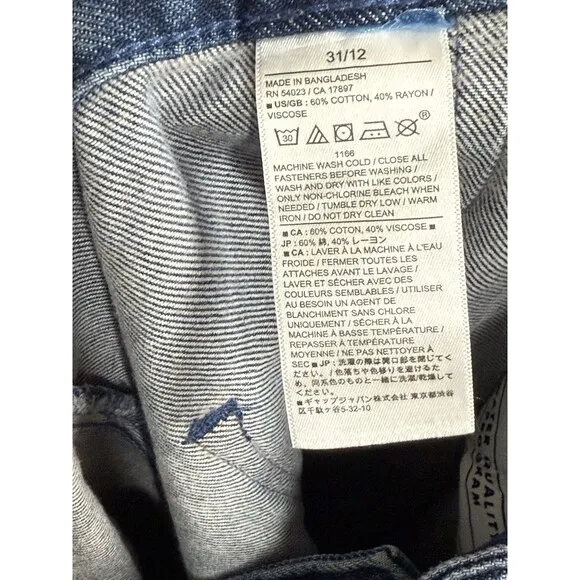 31/12
MADE IN BANGLADESH
RN 54023 / CA 17897
■ US/GB : 60% COTTON, 40% RAYON /
VISCOSE
30
®
1166
MACHINE WASH COLD / CLOSE ALL
FASTENERS BEFORE WASHING /
WASH AND DRY WITH LIKE COLORS /
ONLY NON-CHLORINE BLEACH WHEN
NEEDED / TUMBLE DRY LOW / WARM
IRON / DO NOT DRY CLEAN
■ CA : 60% COTTON, 40% VISCOSE ■
JP : 60% 綿, 40% レーヨン
■ CA : LAVER À LA MACHINE À L'EAU
FROIDE / FERMER TOUTES LES
ATTACHES AVANT LE LAVAGE /
LAVER ET SÉCHER AVEC DES
COULEURS SEMBLABLES / UTILISER
AU BESOIN UN AGENT DE
BLANCHIMENT SANS CHLORE
UNIQUEMENT / SÉCHER À LA
MACHINE À BASSE TEMPÉRATURE /
REPASSER À TEMPÉRATURE
MOYENNE / NE PAS NETTOYER À
SEC ■ JP : 洗濯の際は開口部を閉じてく
ださい。/ 色落ちや色移りを避けるた
め、同系色のものと一緒に洗濯/乾燥してく
ださい。
■ ギャップジャパン株式会社 東京都渋谷
区千駄ヶ谷5-32-10
QUALIT